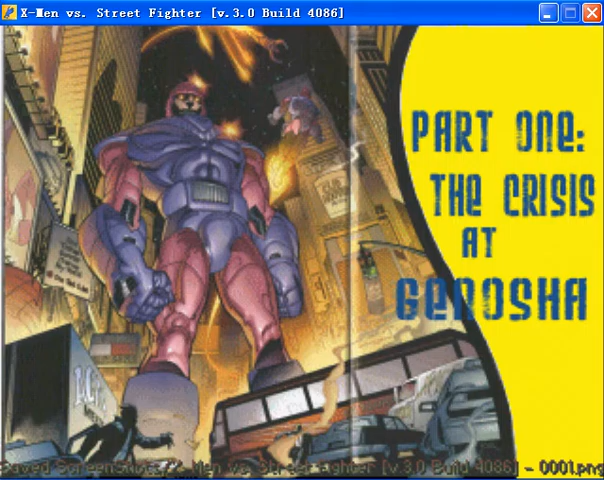 X-Men vs. Street Fighter [v.3.0 Build 4086]
PART ONE:
THE CRISIS
AT
GENOSHA
Saved ScreenShots/X-Men vs. Street Fighter [v.3.0 Build 4086] - 0001.png